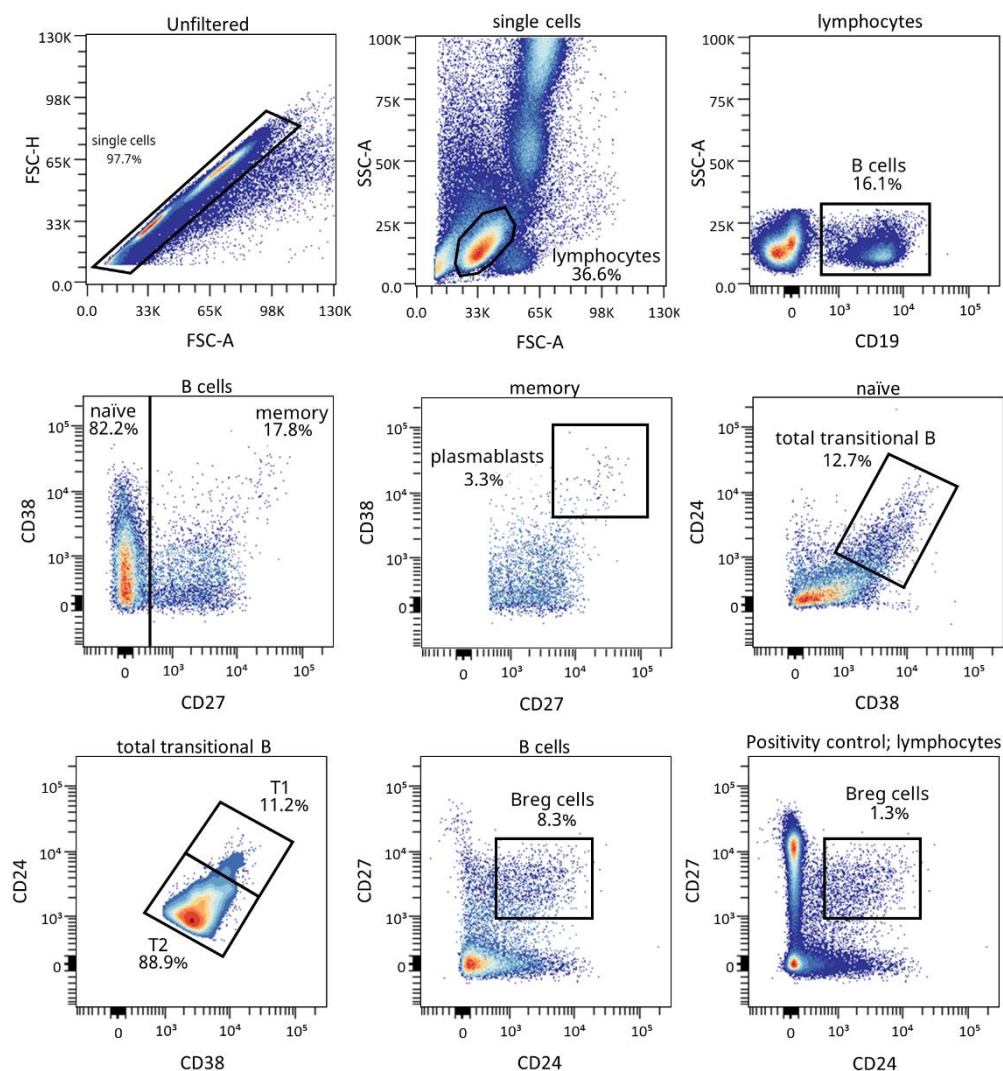 Unfiltered
130K
98K
65K
33K
0.0
FSC-H
single cells
97.7%
0.0
33K
65K
98K
130K
FSC-A
single cells
100K
75K
50K
25K
0.0
SSC-A
lymphocytes
36.6%
0.0
33K
65K
98K
130K
FSC-A
lymphocytes
100K
75K
50K
25K
0.0
SSC-A
B cells
16.1%
0
10³
10⁴
10⁵
CD19
B cells
10⁵
10⁴
10³
0
CD38
naïve
82.2%
memory
17.8%
0
10³
10⁴
10⁵
CD27
memory
10⁵
10⁴
10³
0
CD38
plasmablasts
3.3%
0
10³
10⁴
10⁵
CD27
naïve
10⁵
10⁴
10³
0
CD24
total transitional B
12.7%
0
10³
10⁴
10⁵
CD38
total transitional B
10⁵
10⁴
10³
0
CD24
T1
11.2%
T2
88.9%
0
10³
10⁴
10⁵
CD38
B cells
10⁵
10⁴
10³
0
CD27
Breg cells
8.3%
0
10³
10⁴
10⁵
CD24
Positivity control; lymphocytes
10⁵
10⁴
10³
0
CD27
Breg cells
1.3%
0
10³
10⁴
10⁵
CD24